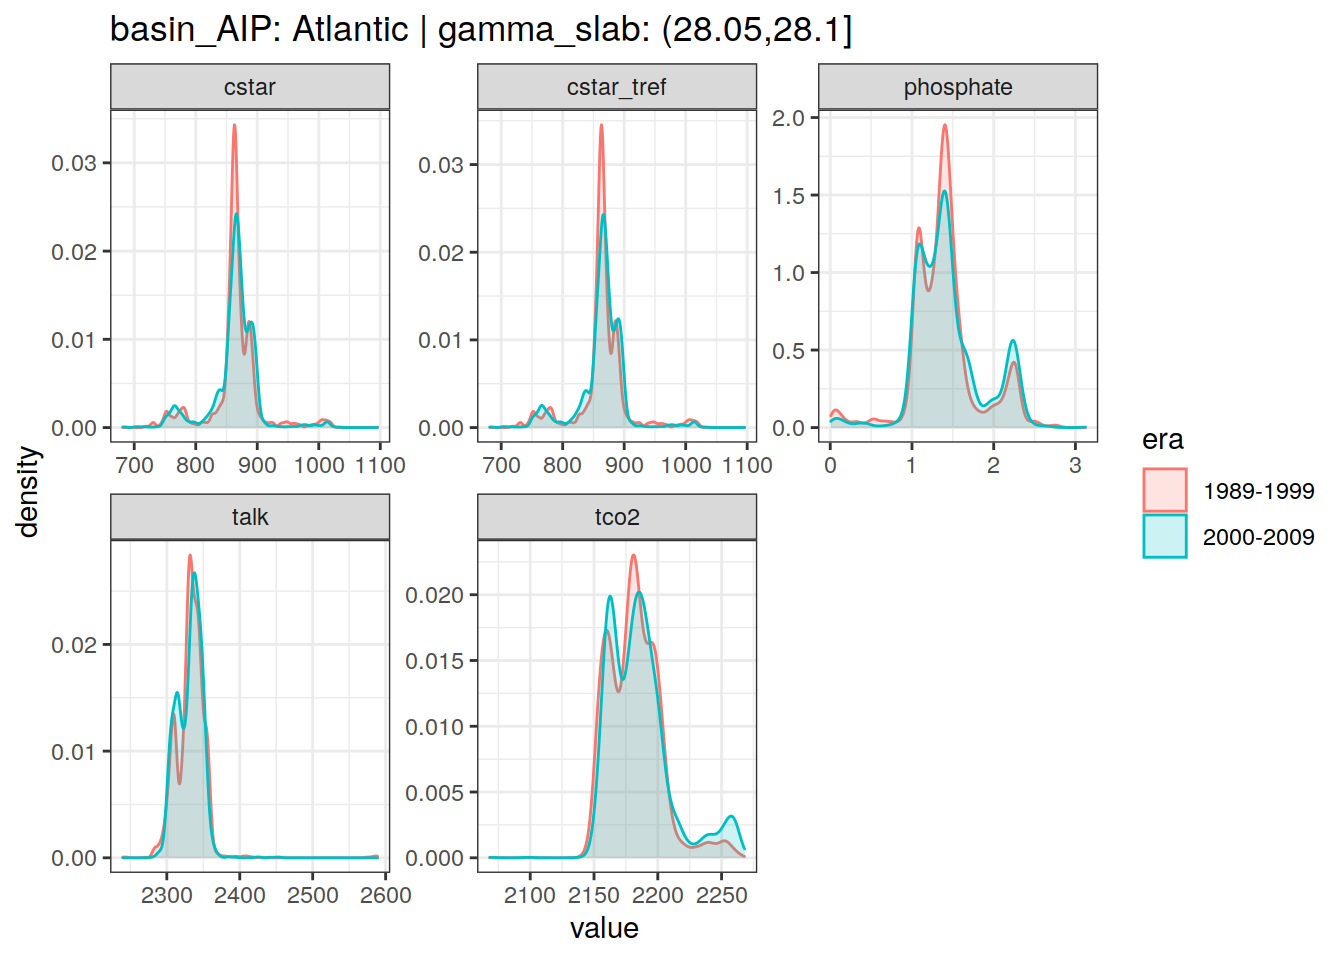 basin_AIP: Atlantic | gamma_slab: (28.05,28.1]
cstar
cstar_tref
phosphate
0.03
0.02
0.01
0.00
700 800 900 1000 1100
0.03
0.02
0.01
0.00
700 800 900 1000 1100
2.0
1.5
1.0
0.5
0.0
0 1 2 3
talk
tco2
0.02
0.01
0.00
2300 2400 2500 2600
0.020
0.015
0.010
0.005
0.000
2100 2150 2200 2250
density
value
era
1989-1999
2000-2009